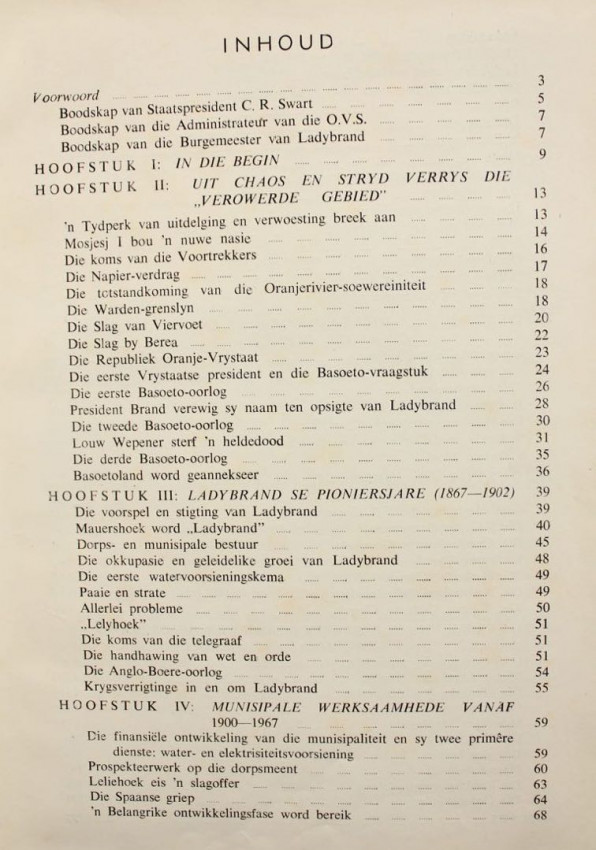 INHOUD
Voorwoord ...... 3
Boodskap van Staatspresident C. R. Swart ...... 5
Boodskap van die Administrateur van die O.V.S. ...... 7
Boodskap van die Burgemeester van Ladybrand ...... 7
HOOFSTUK I: IN DIE BEGIN ...... 9
HOOFSTUK II: UIT CHAOS EN STRYD VERRYS DIE
„VEROWERDE GEBIED” ...... 13
'n Tydperk van uitdelging en verwoesting breek aan ...... 13
Mosjesj I bou 'n nuwe nasie ...... 14
Die koms van die Voortrekkers ...... 16
Die Napier-verdrag ...... 17
Die totstandkoming van die Oranjerivier-soewereiniteit ...... 18
Die Warden-grenslyn ...... 18
Die Slag van Viervoet ...... 20
Die Slag by Berea ...... 22
Die Republiek Oranje-Vrystaat ...... 23
Die eerste Vrystaatse president en die Basoeto-vraagstuk ...... 24
Die eerste Basoeto-oorlog ...... 26
President Brand verewig sy naam ten opsigte van Ladybrand ...... 28
Die tweede Basoeto-oorlog ...... 30
Louw Wepener sterf 'n heldedood ...... 31
Die derde Basoeto-oorlog ...... 35
Basoetoland word geannekseer ...... 36
HOOFSTUK III: LADYBRAND SE PIONIERSJARE (1867—1902) 39
Die voorspel en stigting van Ladybrand ...... 39
Mauershoek word „Ladybrand” ...... 40
Dorps- en munisipale bestuur ...... 45
Die okkupasie en geleidelike groei van Ladybrand ...... 48
Die eerste watervoorsieningskema ...... 49
Paaie en strate ...... 49
Allerlei probleme ...... 50
„Lelyhoek” ...... 51
Die koms van die telegraaf ...... 51
Die handhawing van wet en orde ...... 51
Die Anglo-Boere-oorlog ...... 54
Krygsverrigtinge in en om Ladybrand ...... 55
HOOFSTUK IV: MUNISIPALE WERKSAAMHEDE VANAF
1900—1967 ...... 59
Die finansiële ontwikkeling van die munisipaliteit en sy twee primêre
dienste: water- en elektrisiteitsvoorsiening ...... 59
Prospekteerwerk op die dorpsmeent ...... 60
Leliehoek eis 'n slagoffer ...... 63
Die Spaanse griep ...... 64
'n Belangrike ontwikkelingsfase word bereik ...... 68